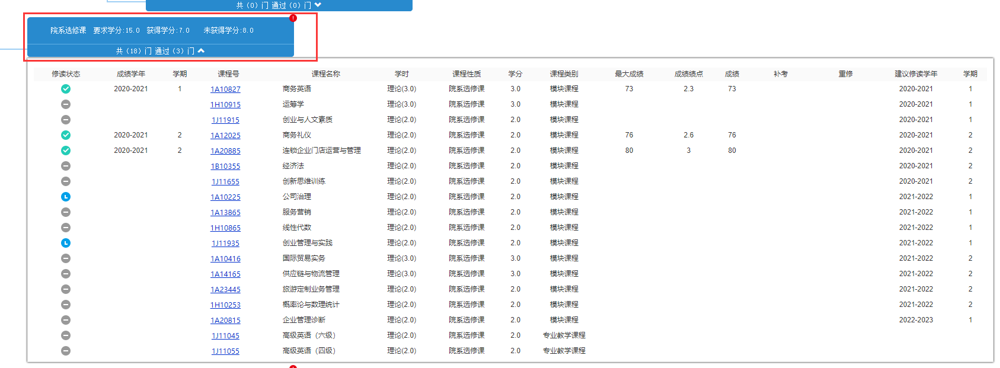 共（0）门 通过（0）门
院系选修课 要求学分:15.0 获得学分:7.0 未获得学分:8.0
共（18）门 通过（3）门
修读状态 成绩学年 学期 课程号 课程名称 学时 课程性质 学分 课程类别 最大成绩 成绩绩点 成绩 补考 重修 建议修读学年 学期
2020-2021 1 1A10827 商务英语 理论(3.0) 院系选修课 3.0 模块课程 73 2.3 73 2020-2021 1
1H10915 运筹学 理论(3.0) 院系选修课 3.0 模块课程 2020-2021 1
1J11915 创业与人文素质 理论(2.0) 院系选修课 2.0 模块课程 2020-2021 1
2020-2021 2 1A12025 商务礼仪 理论(2.0) 院系选修课 2.0 模块课程 76 2.6 76 2020-2021 2
2020-2021 2 1A20885 连锁企业门店运营与管理 理论(2.0) 院系选修课 2.0 模块课程 80 3 80 2020-2021 2
1B10355 经济法 理论(2.0) 院系选修课 2.0 模块课程 2020-2021 2
1J11655 创新思维训练 理论(2.0) 院系选修课 2.0 模块课程 2020-2021 2
1A10225 公司治理 理论(2.0) 院系选修课 2.0 模块课程 2021-2022 1
1A13865 服务营销 理论(2.0) 院系选修课 2.0 模块课程 2021-2022 1
1H10865 线性代数 理论(2.0) 院系选修课 2.0 模块课程 2021-2022 1
1J11935 创业管理与实践 理论(2.0) 院系选修课 2.0 模块课程 2021-2022 1
1A10416 国际贸易实务 理论(3.0) 院系选修课 3.0 模块课程 2021-2022 2
1A14165 供应链与物流管理 理论(3.0) 院系选修课 3.0 模块课程 2021-2022 2
1A23445 旅游定制业务管理 理论(2.0) 院系选修课 2.0 模块课程 2021-2022 2
1H10253 概率论与数理统计 理论(2.0) 院系选修课 2.0 模块课程 2021-2022 2
1A20815 企业管理诊断 理论(2.0) 院系选修课 2.0 模块课程 2022-2023 1
1J11045 高级英语（六级） 理论(2.0) 院系选修课 2.0 专业教学课程
1J11055 高级英语（四级） 理论(2.0) 院系选修课 2.0 专业教学课程